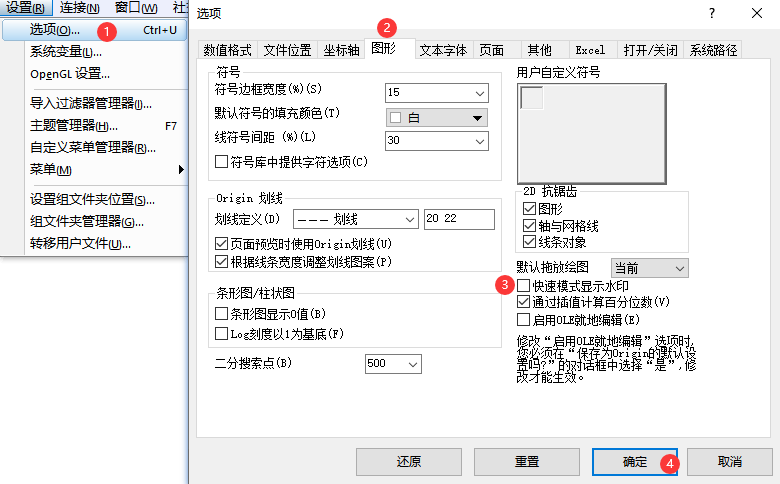 设置(R) 连接(N) 窗口(W) 社
选项(O)... 1 Ctrl+U
系统变量(L)...
OpenGL 设置...
导入过滤器管理器(I)...
主题管理器(H)... F7
自定义菜单管理器(R)...
菜单(M)
设置组文件夹位置(S)...
组文件夹管理器(G)...
转移用户文件(U)...
选项 ? ×
2
数值格式 文件位置 坐标轴 图形 文本字体 页面 其他 Excel 打开/关闭 系统路径
符号
符号边框宽度(%)(S) 15
默认符号的填充颜色(T) 白
线符号间距 (%)(L) 30
符号库中提供字符选项(C)
Origin 划线
划线定义(D) --- 划线 20 22
页面预览时使用Origin划线(U)
根据线条宽度调整划线图案(P)
条形图/柱状图
条形图显示0值(B)
Log刻度以1为基底(F)
二分搜索点(B) 500
用户自定义符号
2D 抗锯齿
图形
轴与网格线
线条对象
默认拖放绘图 当前
3 快速模式显示水印
通过插值计算百分位数(V)
启用OLE就地编辑(E)
修改“启用OLE就地编辑”选项时,
您必须在“保存为Origin的默认设
置吗?”的对话框中选择“是”,修
改才能生效。
还原 重置 确定 4 取消